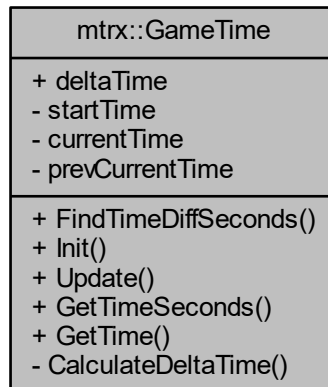 mtrx::GameTime
+ deltaTime
- startTime
- currentTime
- prevCurrentTime
+ FindTimeDiffSeconds()
+ Init()
+ Update()
+ GetTimeSeconds()
+ GetTime()
- CalculateDeltaTime()